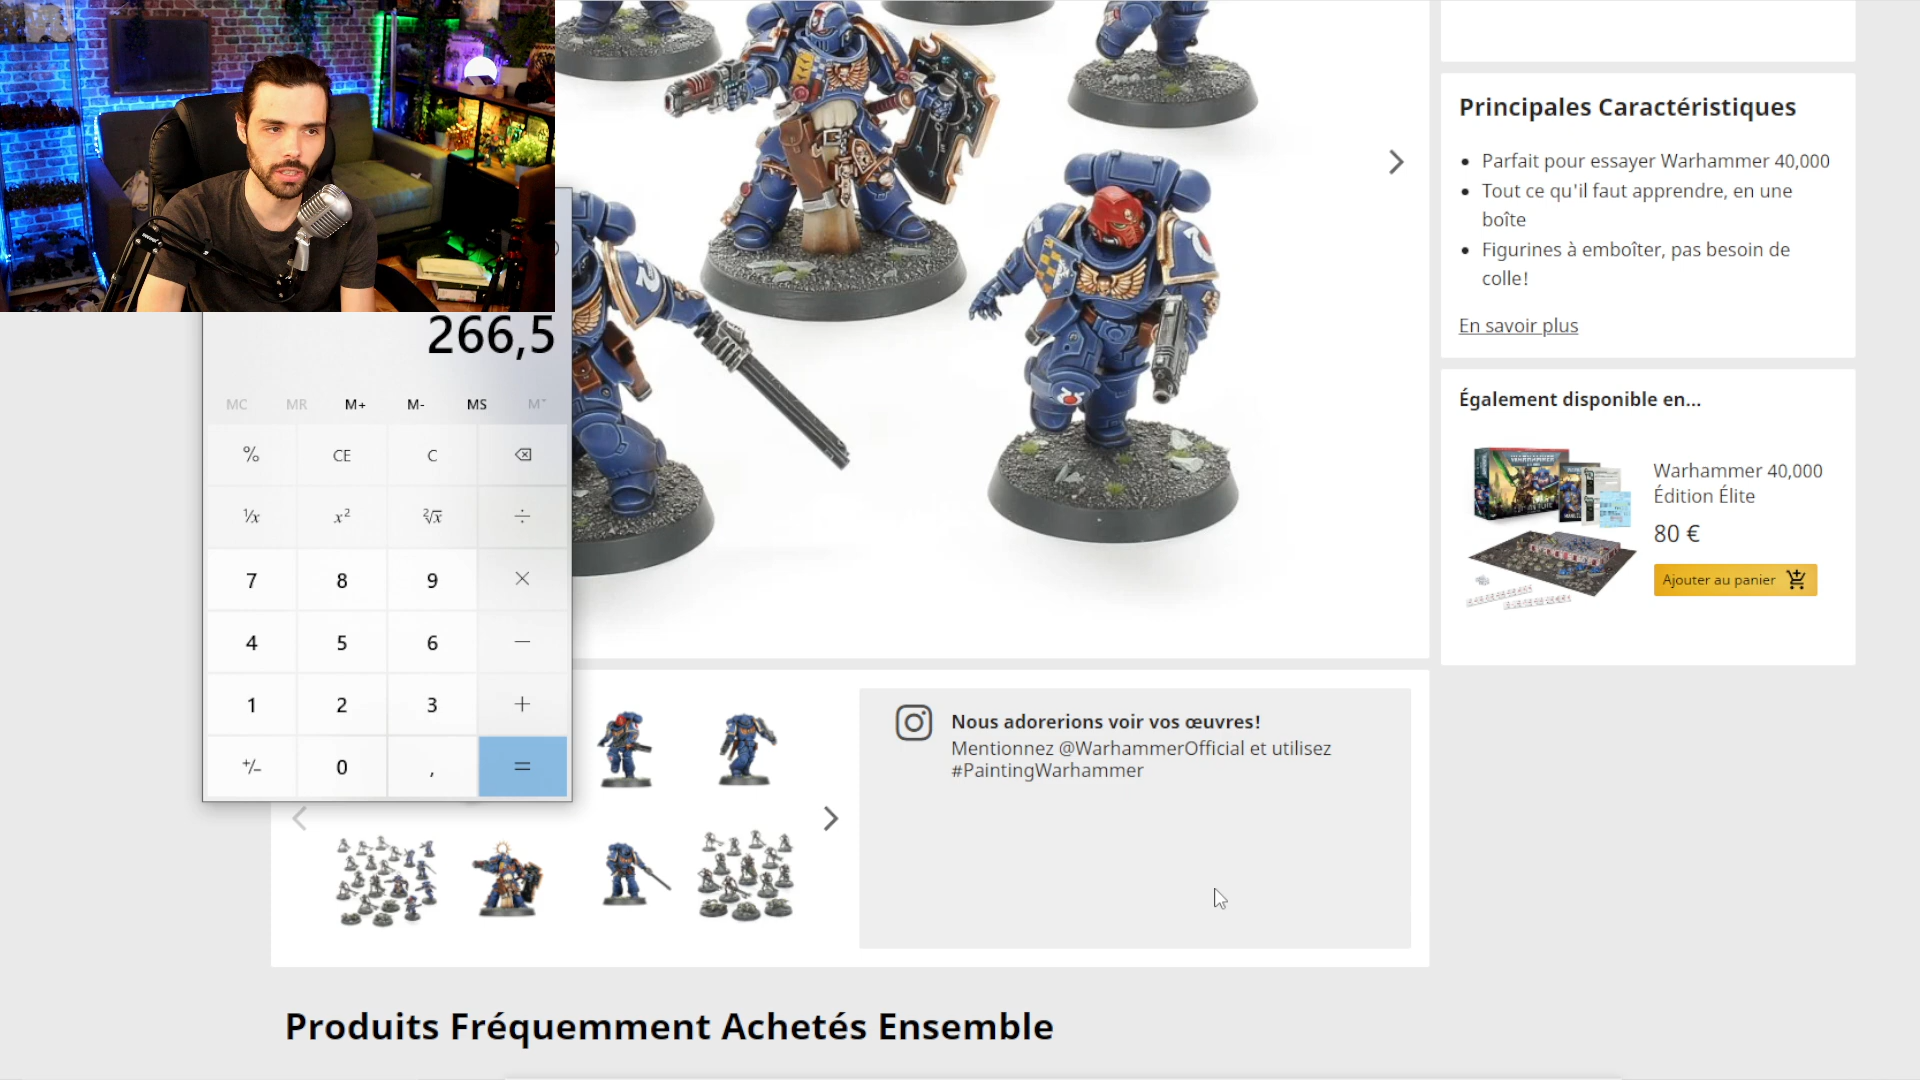 Principales Caractéristiques
Parfait pour essayer Warhammer 40,000
Tout ce qu'il faut apprendre, en une
boîte
Figurines à emboîter, pas besoin de
colle!
En savoir plus
Également disponible en...
Warhammer 40,000
Édition Élite
80 €
Ajouter au panier
266,5
MC MR M+ M- MS M˅
% CE C
¹/x x² ²√x ÷
7 8 9 ×
4 5 6 −
1 2 3 +
+/− 0 , =
Nous adorerions voir vos œuvres!
Mentionnez @WarhammerOfficial et utilisez
#PaintingWarhammer
Produits Fréquemment Achetés Ensemble